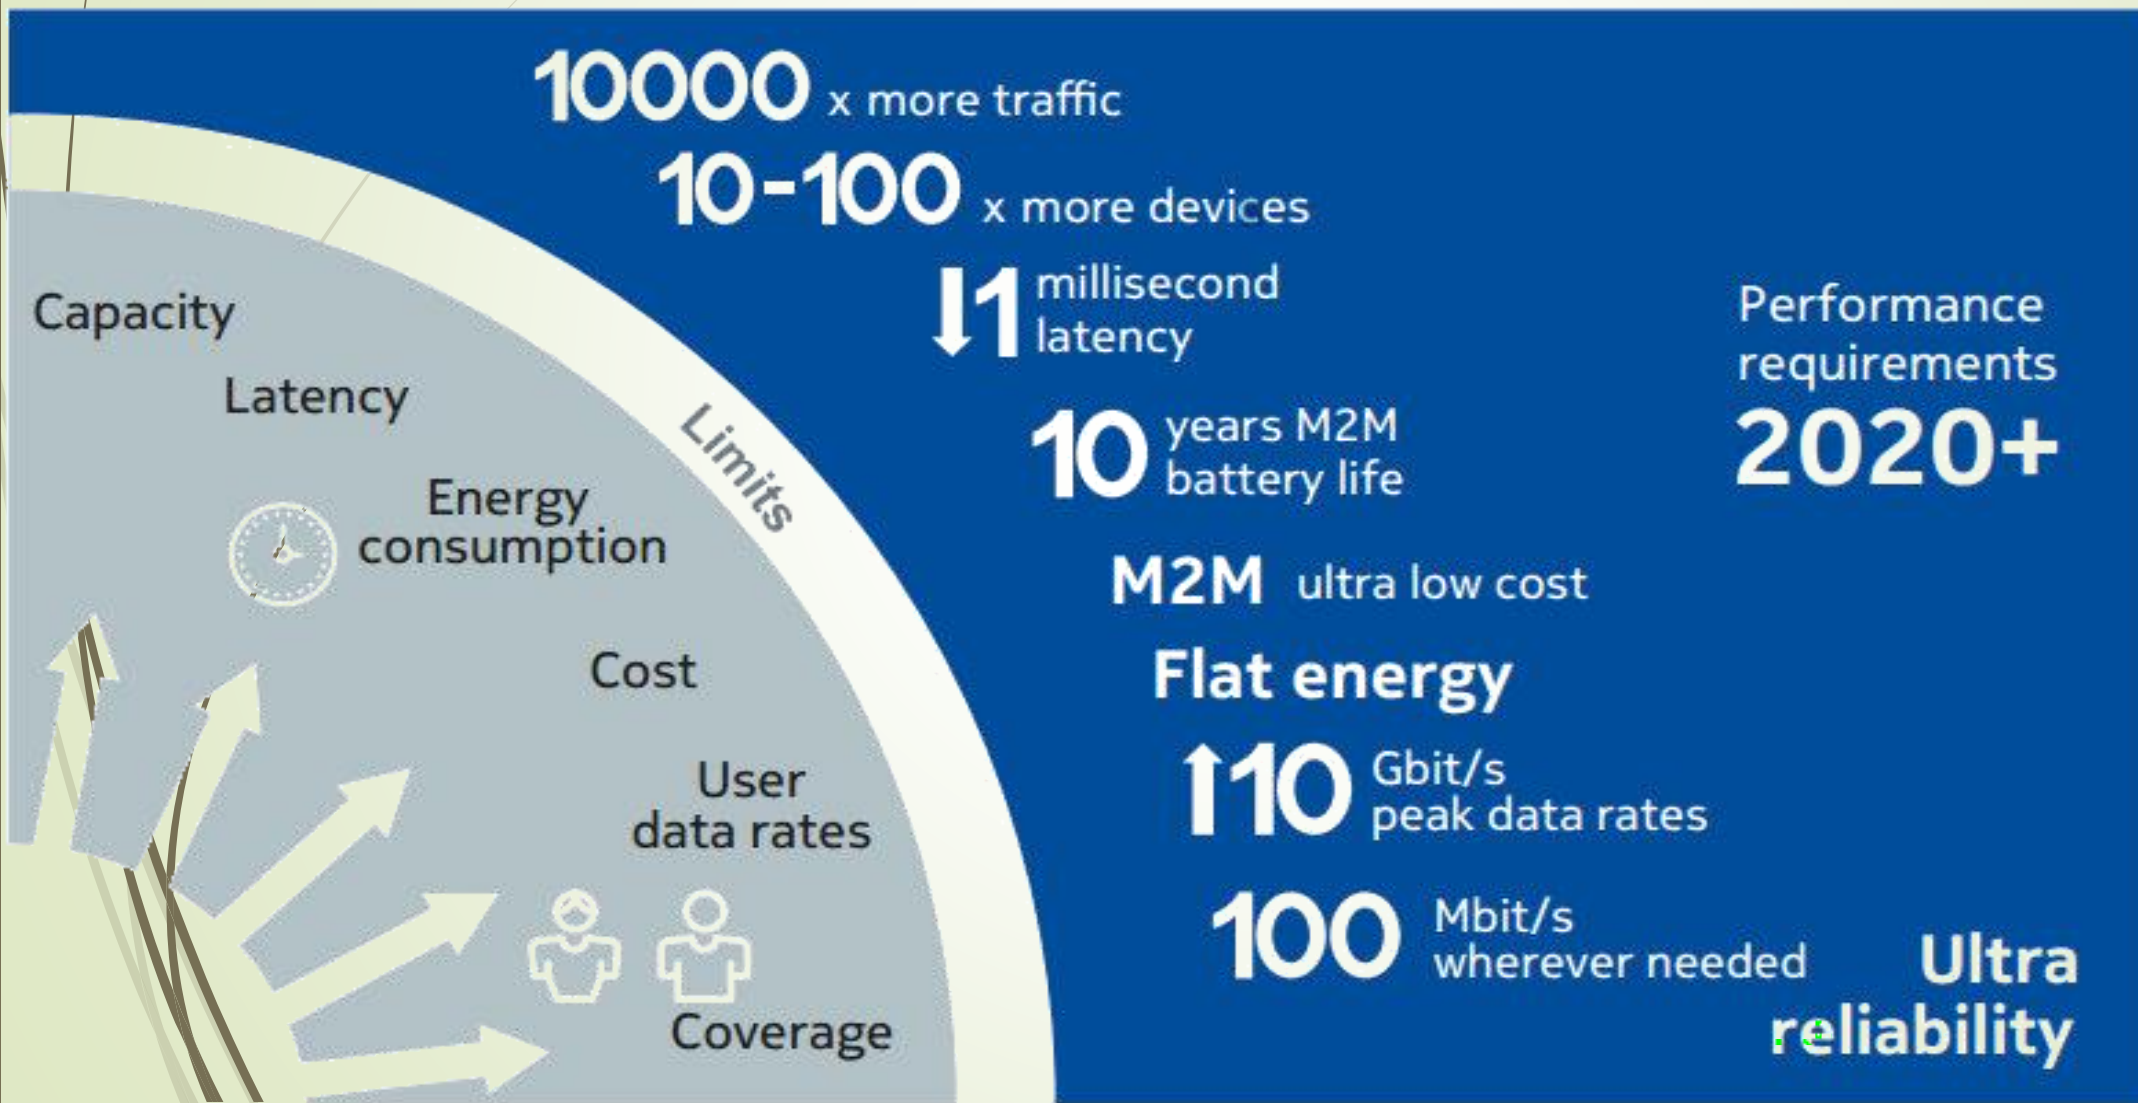 10000 x more traffic
10-100 x more devices
1 millisecond
latency
10 years M2M
battery life
M2M ultra low cost
Flat energy
10 Gbit/s
peak data rates
100 Mbit/s
wherever needed
Ultra
reliability
Performance
requirements
2020+
Limits
Capacity
Latency
Energy
consumption
Cost
User
data rates
Coverage